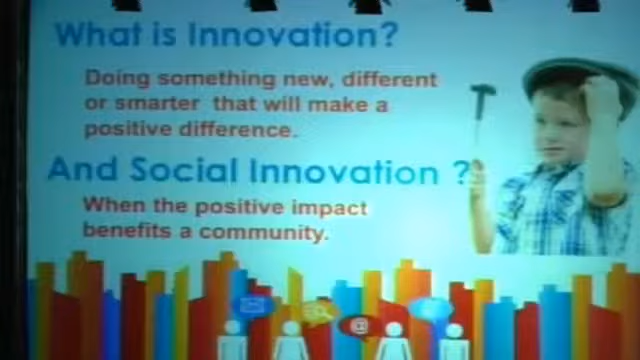 What is Innovation?
Doing something new, different
or smarter that will make a
positive difference.
And Social Innovation ?
When the positive impact
benefits a community.